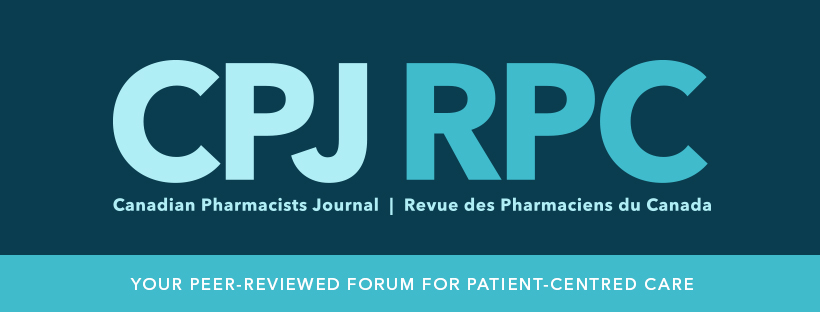 CPJ RPC
Canadian Pharmacists Journal | Revue des Pharmaciens du Canada
YOUR PEER-REVIEWED FORUM FOR PATIENT-CENTRED CARE